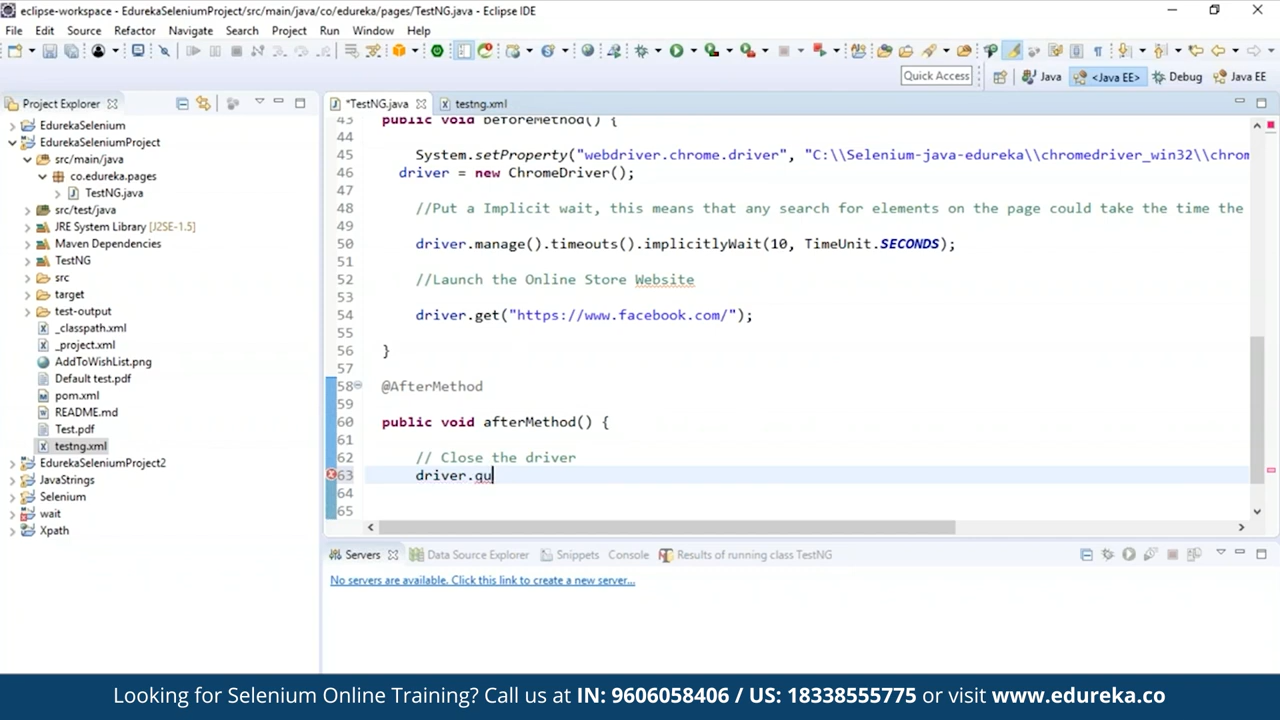 eclipse-workspace - EdurekaSeleniumProject/src/main/java/co/edureka/pages/TestNG.java - Eclipse IDE
File Edit Source Refactor Navigate Search Project Run Window Help
Quick Access
Java
<Java EE>
Debug
Java EE
Project Explorer
EdurekaSelenium
EdurekaSeleniumProject
src/main/java
co.edureka.pages
TestNG.java
src/test/java
JRE System Library [J2SE-1.5]
Maven Dependencies
TestNG
src
target
test-output
_classpath.xml
_project.xml
AddToWishList.png
Default test.pdf
pom.xml
README.md
Test.pdf
testng.xml
EdurekaSeleniumProject2
JavaStrings
Selenium
wait
Xpath
*TestNG.java
testng.xml
43 public void beforeMethod() {
44
45 System.setProperty("webdriver.chrome.driver", "C:\\Selenium-java-edureka\\chromedriver_win32\\chrom
46 driver = new ChromeDriver();
47
48 //Put a Implicit wait, this means that any search for elements on the page could take the time the
49
50 driver.manage().timeouts().implicitlyWait(10, TimeUnit.SECONDS);
51
52 //Launch the Online Store Website
53
54 driver.get("https://www.facebook.com/");
55
56 }
57
58 @AfterMethod
59
60 public void afterMethod() {
61
62 // Close the driver
63 driver.qu
64
65
Servers
Data Source Explorer
Snippets
Console
Results of running class TestNG
No servers are available. Click this link to create a new server...
Looking for Selenium Online Training? Call us at IN: 9606058406 / US: 18338555775 or visit www.edureka.co